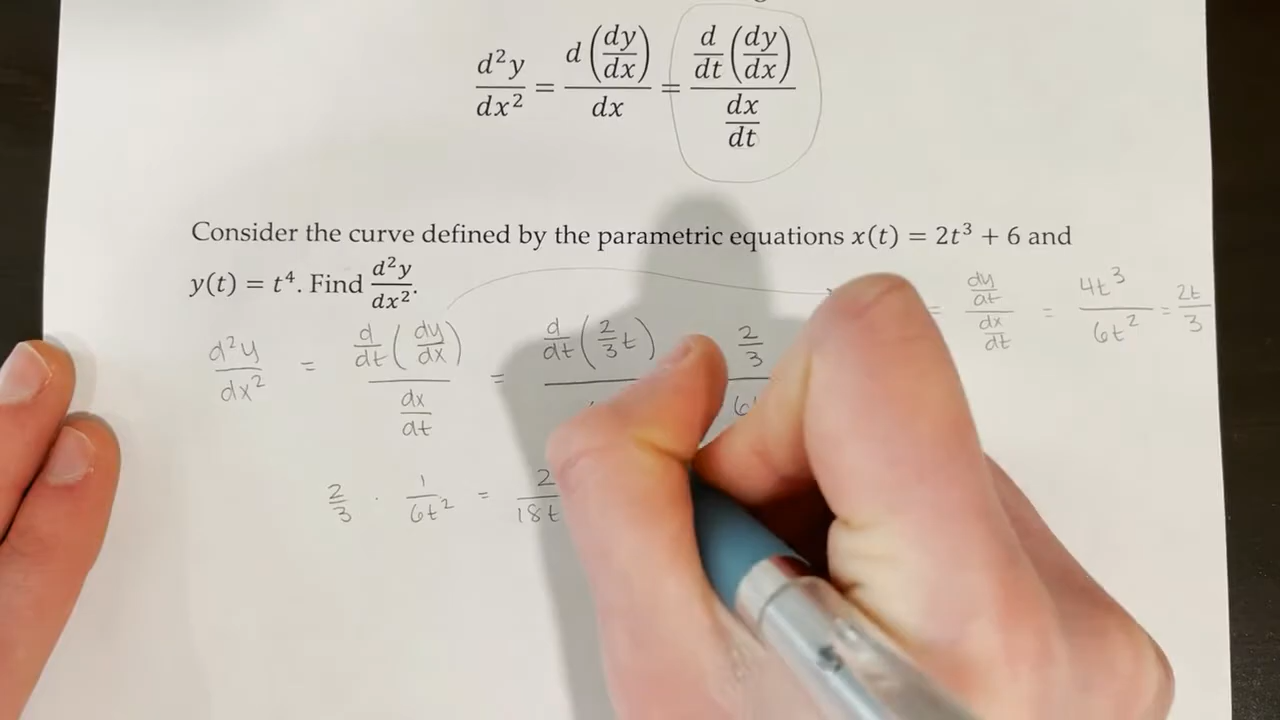 d²y/dx² = d(dy/dx)/dx = d/dt(dy/dx)/(dx/dt)
Consider the curve defined by the parametric equations x(t) = 2t³ + 6 and
y(t) = t⁴. Find d²y/dx².
= (dy/dt)/(dx/dt) = 4t³/6t² = 2t/3
d²y/dx² = d/dt(dy/dx)/(dx/dt) = d/dt(2/3 t) 2/3
2/3 · 1/6t² = 2/18t